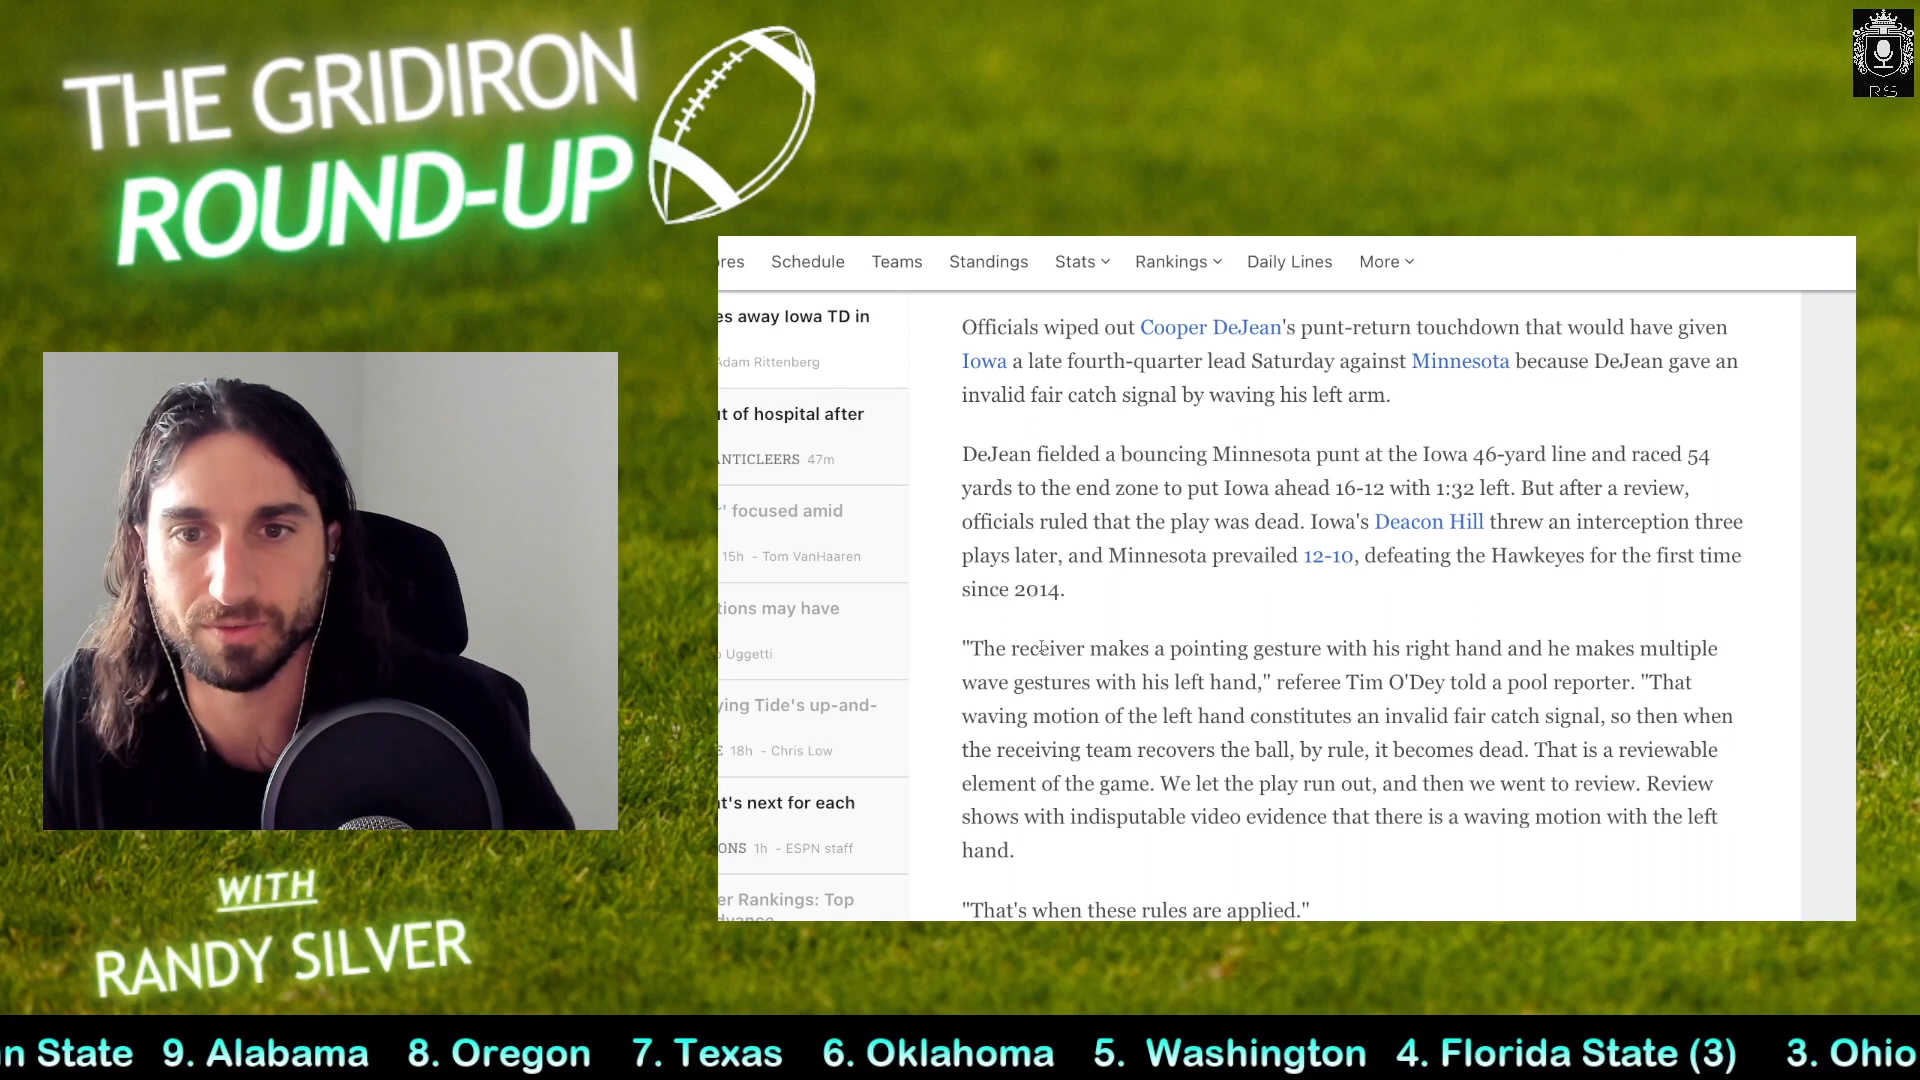 THE GRIDIRON
ROUND-UP
RS
Schedule Teams Standings Stats Rankings Daily Lines More
away Iowa TD in
Adam Rittenberg
of hospital after
47m
focused amid
15h - Tom VanHaaren
may have
Uggetti
Tide's up-and-
18h - Chris Low
next for each
1h - ESPN staff
Rankings: Top
Officials wiped out Cooper DeJean's punt-return touchdown that would have given
Iowa a late fourth-quarter lead Saturday against Minnesota because DeJean gave an
invalid fair catch signal by waving his left arm.
DeJean fielded a bouncing Minnesota punt at the Iowa 46-yard line and raced 54
yards to the end zone to put Iowa ahead 16-12 with 1:32 left. But after a review,
officials ruled that the play was dead. Iowa's Deacon Hill threw an interception three
plays later, and Minnesota prevailed 12-10, defeating the Hawkeyes for the first time
since 2014.
"The receiver makes a pointing gesture with his right hand and he makes multiple
wave gestures with his left hand," referee Tim O'Dey told a pool reporter. "That
waving motion of the left hand constitutes an invalid fair catch signal, so then when
the receiving team recovers the ball, by rule, it becomes dead. That is a reviewable
element of the game. We let the play run out, and then we went to review. Review
shows with indisputable video evidence that there is a waving motion with the left
hand.
"That's when these rules are applied."
WITH
RANDY SILVER
State 9. Alabama 8. Oregon 7. Texas 6. Oklahoma 5. Washington 4. Florida State (3) 3. Ohio